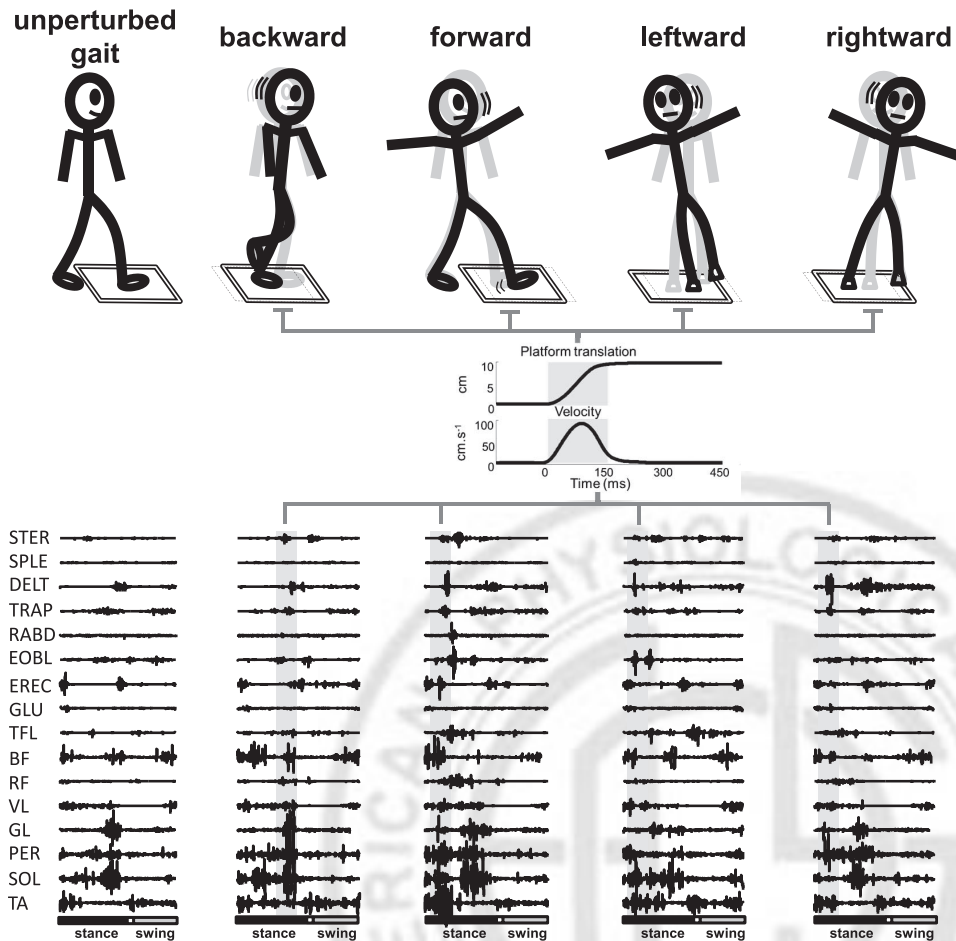 unperturbed
gait
backward
forward
leftward
rightward
Platform translation
10
cm
5
0
Velocity
100
cm.s-1
50
0
0 150 300 450
Time (ms)
STER
SPLE
DELT
TRAP
RABD
EOBL
EREC
GLU
TFL
BF
RF
VL
GL
PER
SOL
TA
stance swing
stance swing
stance swing
stance swing
stance swing
ERICAN PHYSIOLOGIC